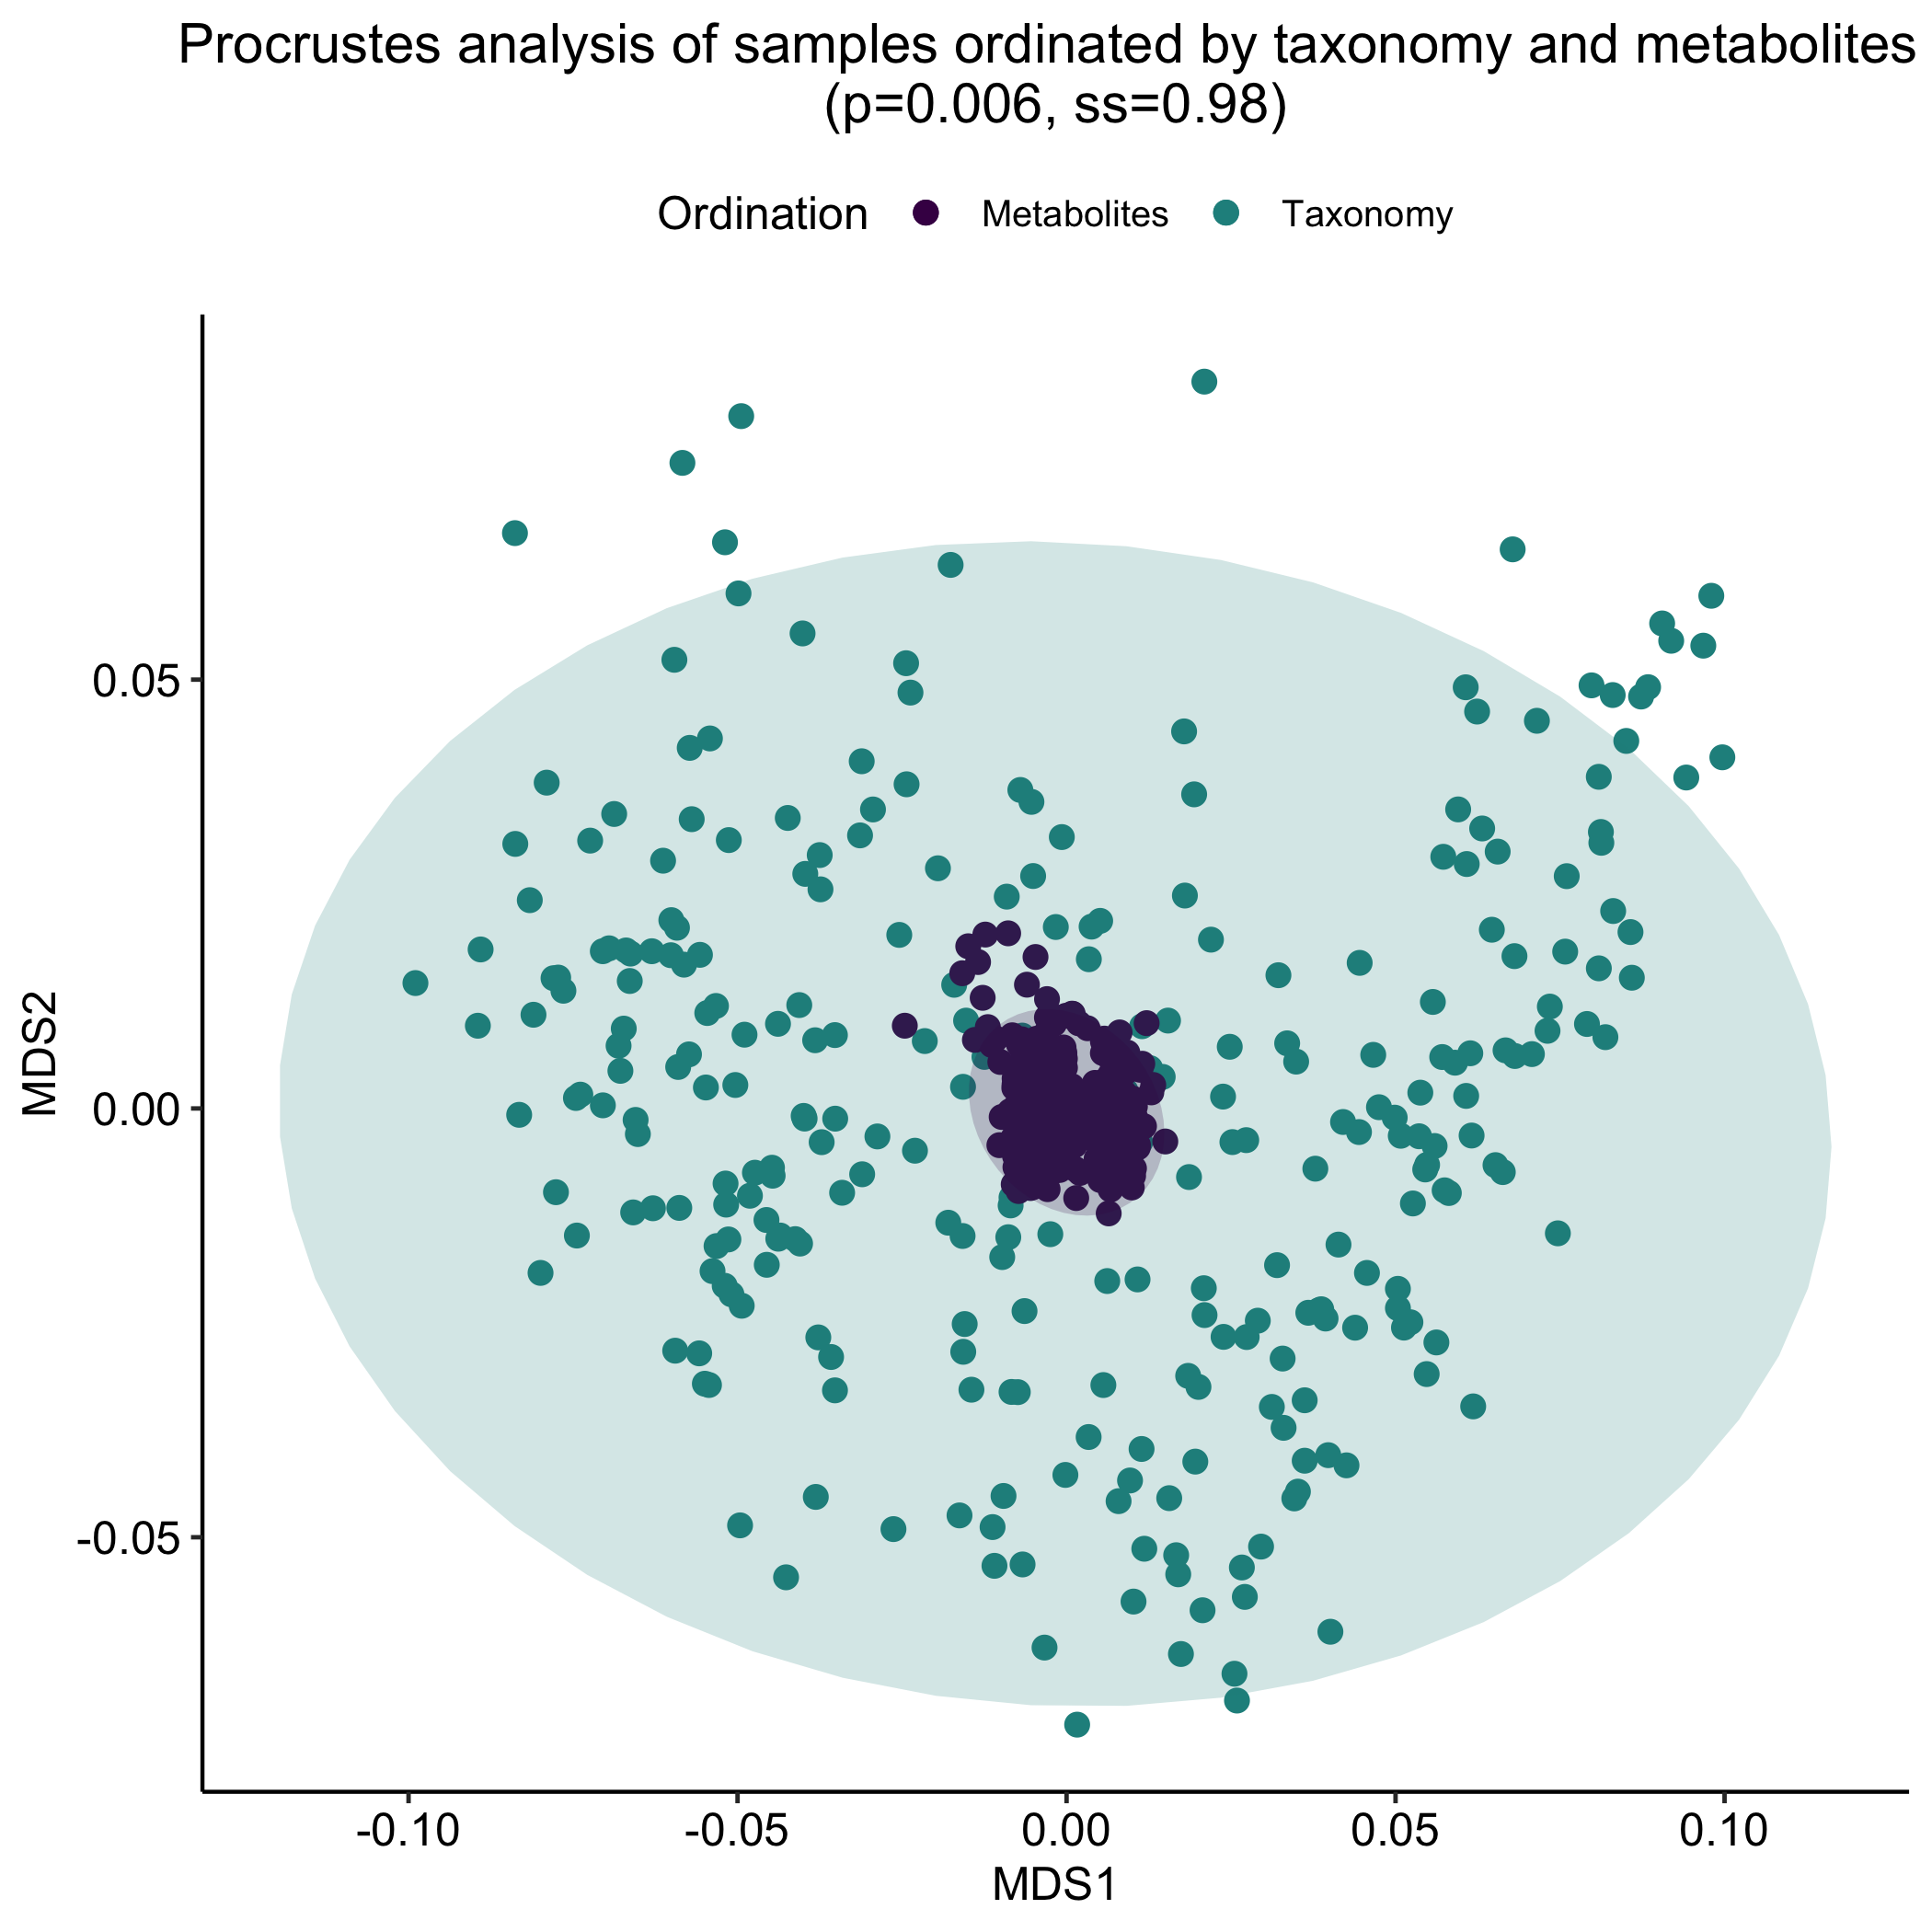 Procrustes analysis of samples ordinated by taxonomy and metabolites
(p=0.006, ss=0.98)
Ordination Metabolites Taxonomy
0.05
0.00
-0.05
MDS2
-0.10 -0.05 0.00 0.05 0.10
MDS1